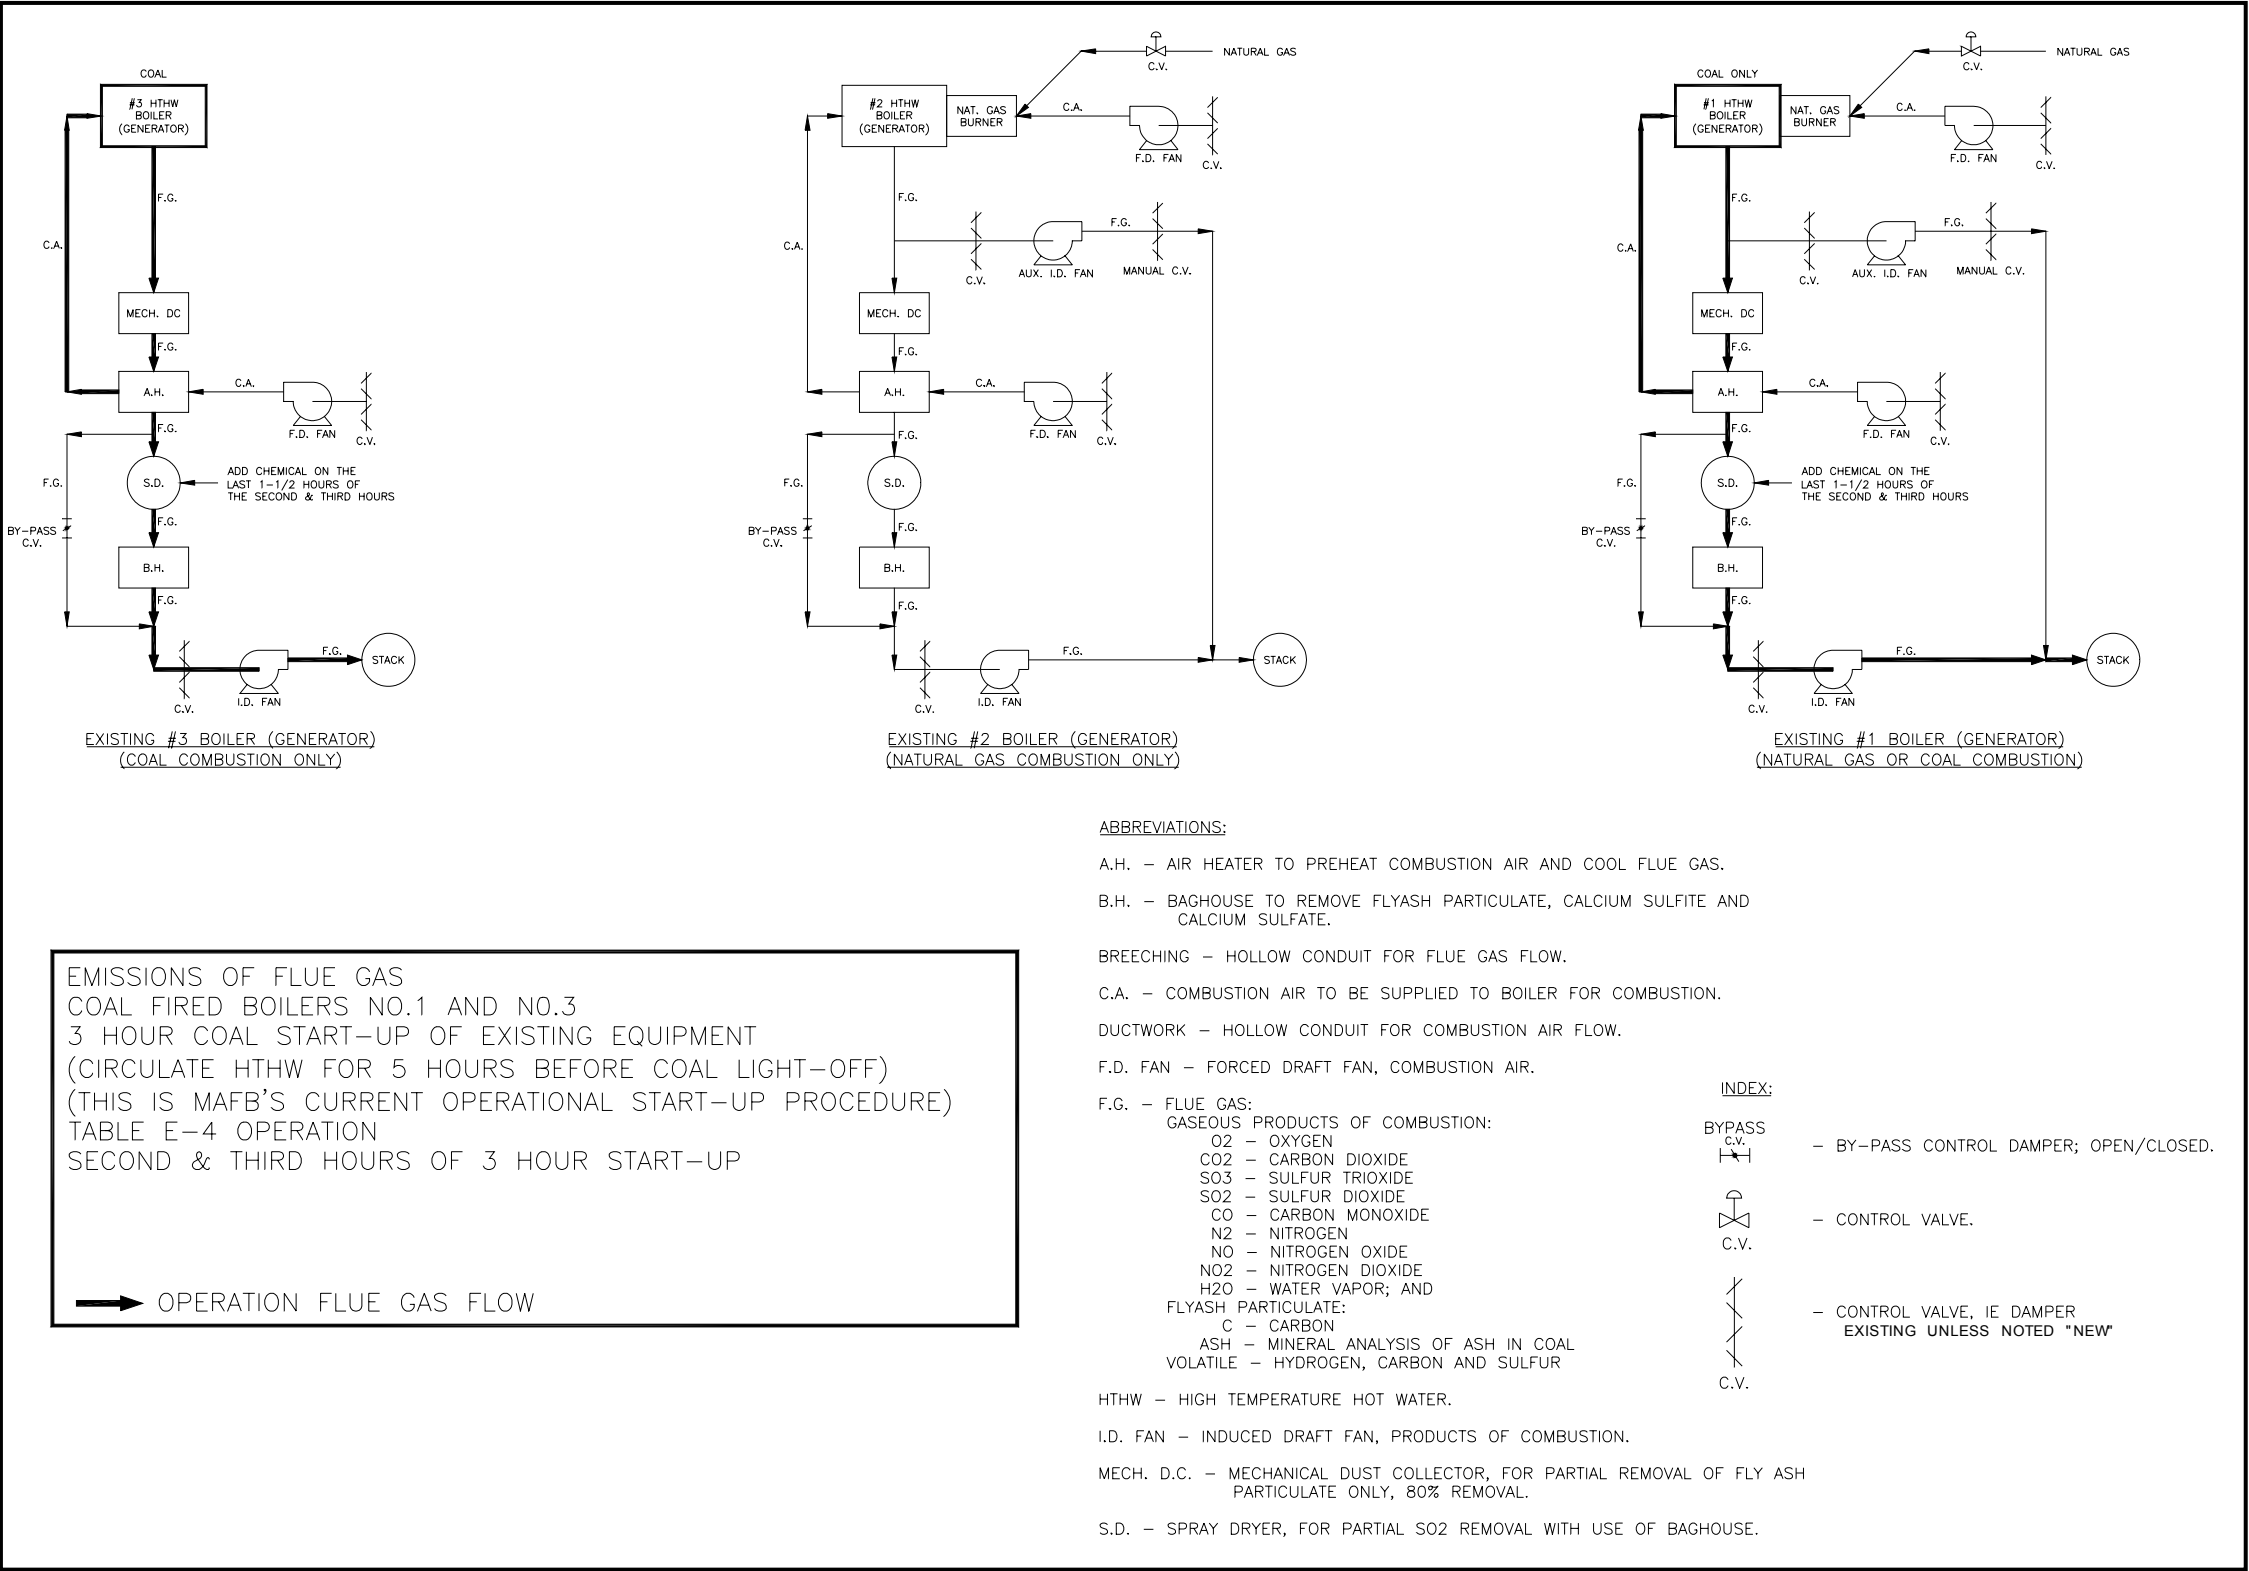 COAL
#3 HTHW
BOILER
(GENERATOR)
F.G.
C.A.
MECH. DC
F.G.
A.H.
C.A.
F.D. FAN
C.V.
F.G.
F.G.
S.D.
ADD CHEMICAL ON THE
LAST 1-1/2 HOURS OF
THE SECOND & THIRD HOURS
F.G.
BY-PASS
C.V.
B.H.
F.G.
C.V.
I.D. FAN
F.G.
STACK
EXISTING #3 BOILER (GENERATOR)
(COAL COMBUSTION ONLY)
NATURAL GAS
C.V.
#2 HTHW
BOILER
(GENERATOR)
NAT. GAS
BURNER
C.A.
F.D. FAN
C.V.
F.G.
C.A.
C.V.
AUX. I.D. FAN
F.G.
MANUAL C.V.
MECH. DC
F.G.
A.H.
C.A.
F.D. FAN
C.V.
F.G.
F.G.
S.D.
F.G.
BY-PASS
C.V.
B.H.
F.G.
C.V.
I.D. FAN
F.G.
STACK
EXISTING #2 BOILER (GENERATOR)
(NATURAL GAS COMBUSTION ONLY)
NATURAL GAS
C.V.
COAL ONLY
#1 HTHW
BOILER
(GENERATOR)
NAT. GAS
BURNER
C.A.
F.D. FAN
C.V.
F.G.
C.A.
C.V.
AUX. I.D. FAN
F.G.
MANUAL C.V.
MECH. DC
F.G.
A.H.
C.A.
F.D. FAN
C.V.
F.G.
F.G.
S.D.
ADD CHEMICAL ON THE
LAST 1-1/2 HOURS OF
THE SECOND & THIRD HOURS
F.G.
BY-PASS
C.V.
B.H.
F.G.
C.V.
I.D. FAN
F.G.
STACK
EXISTING #1 BOILER (GENERATOR)
(NATURAL GAS OR COAL COMBUSTION)
EMISSIONS OF FLUE GAS
COAL FIRED BOILERS NO.1 AND NO.3
3 HOUR COAL START-UP OF EXISTING EQUIPMENT
(CIRCULATE HTHW FOR 5 HOURS BEFORE COAL LIGHT-OFF)
(THIS IS MAFB'S CURRENT OPERATIONAL START-UP PROCEDURE)
TABLE E-4 OPERATION
SECOND & THIRD HOURS OF 3 HOUR START-UP
OPERATION FLUE GAS FLOW
ABBREVIATIONS:
A.H. - AIR HEATER TO PREHEAT COMBUSTION AIR AND COOL FLUE GAS.
B.H. - BAGHOUSE TO REMOVE FLYASH PARTICULATE, CALCIUM SULFITE AND
CALCIUM SULFATE.
BREECHING - HOLLOW CONDUIT FOR FLUE GAS FLOW.
C.A. - COMBUSTION AIR TO BE SUPPLIED TO BOILER FOR COMBUSTION.
DUCTWORK - HOLLOW CONDUIT FOR COMBUSTION AIR FLOW.
F.D. FAN - FORCED DRAFT FAN, COMBUSTION AIR.
F.G. - FLUE GAS:
GASEOUS PRODUCTS OF COMBUSTION:
O2 - OXYGEN
CO2 - CARBON DIOXIDE
SO3 - SULFUR TRIOXIDE
SO2 - SULFUR DIOXIDE
CO - CARBON MONOXIDE
N2 - NITROGEN
NO - NITROGEN OXIDE
NO2 - NITROGEN DIOXIDE
H2O - WATER VAPOR; AND
FLYASH PARTICULATE:
C - CARBON
ASH - MINERAL ANALYSIS OF ASH IN COAL
VOLATILE - HYDROGEN, CARBON AND SULFUR
HTHW - HIGH TEMPERATURE HOT WATER.
I.D. FAN - INDUCED DRAFT FAN, PRODUCTS OF COMBUSTION.
MECH. D.C. - MECHANICAL DUST COLLECTOR, FOR PARTIAL REMOVAL OF FLY ASH
PARTICULATE ONLY, 80% REMOVAL.
S.D. - SPRAY DRYER, FOR PARTIAL SO2 REMOVAL WITH USE OF BAGHOUSE.
INDEX:
BYPASS
C.V.
- BY-PASS CONTROL DAMPER; OPEN/CLOSED.
- CONTROL VALVE.
C.V.
- CONTROL VALVE, IE DAMPER
EXISTING UNLESS NOTED "NEW"
C.V.